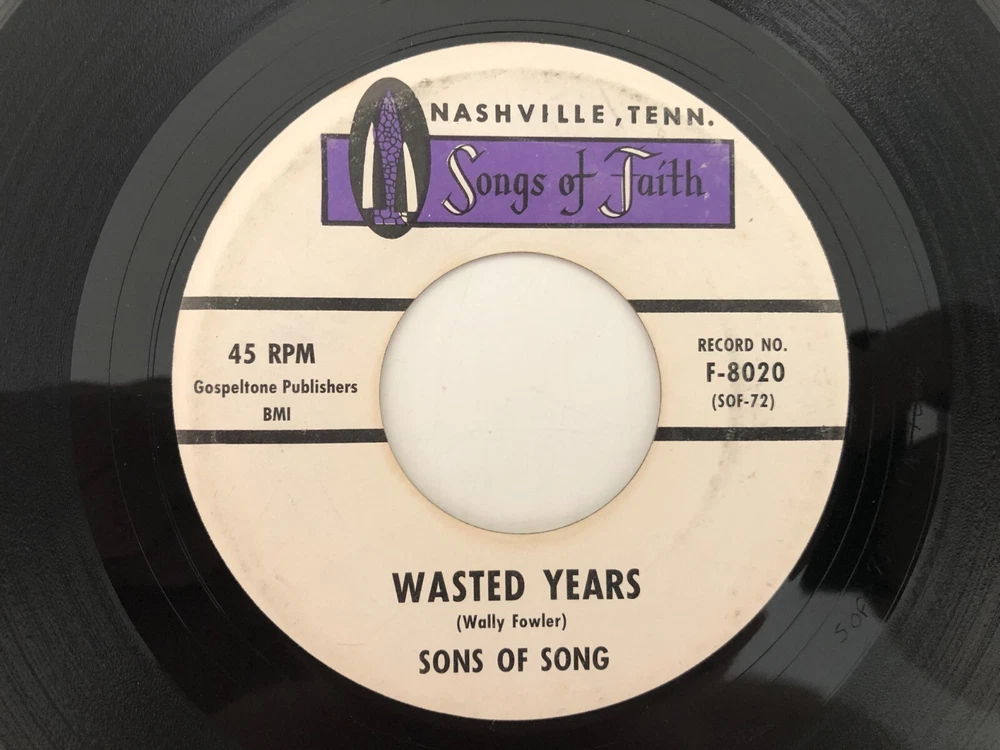 NASHVILLE, TENN.
Songs of Faith
45 RPM
Gospeltone Publishers
BMI
RECORD NO.
F-8020
(SOF-72)
WASTED YEARS
(Wally Fowler)
SONS OF SONG
SOF